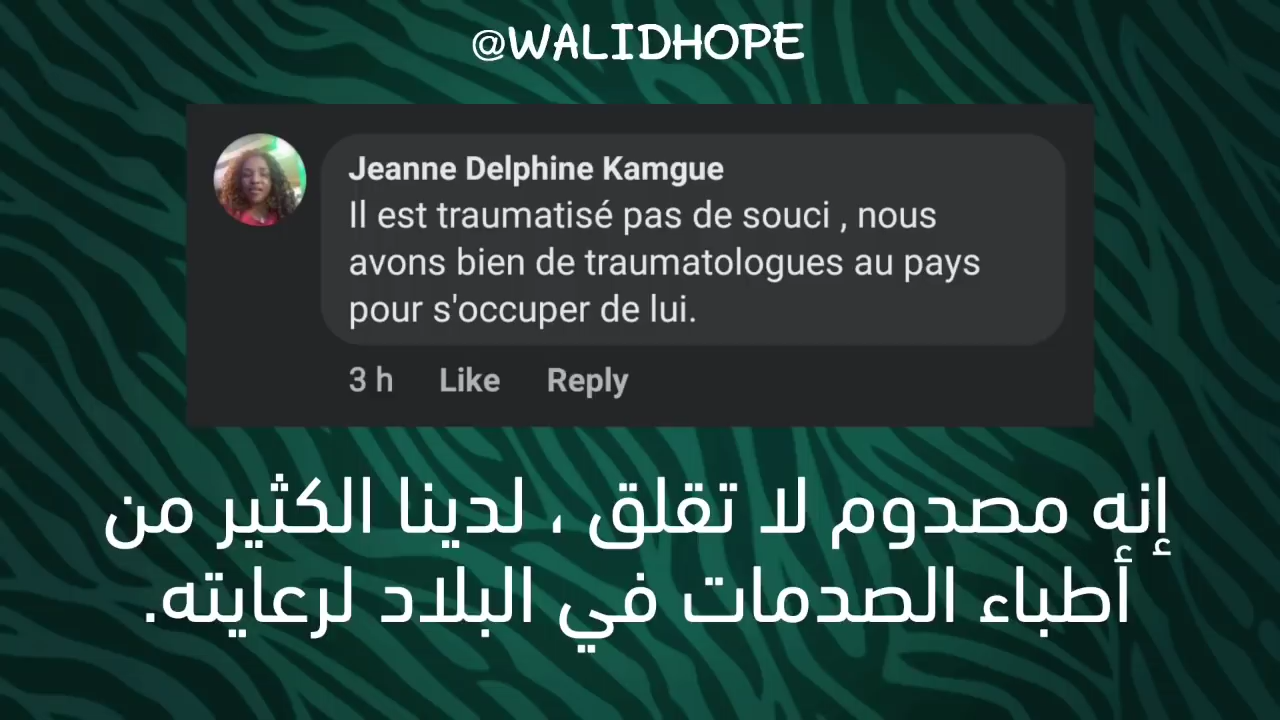 @WALIDHOPE
Jeanne Delphine Kamgue
Il est traumatisé pas de souci , nous
avons bien de traumatologues au pays
pour s'occuper de lui.
3 h Like Reply
إنه مصدوم لا تقلق ، لدينا الكثير من
أطباء الصدمات في البلاد لرعايته.